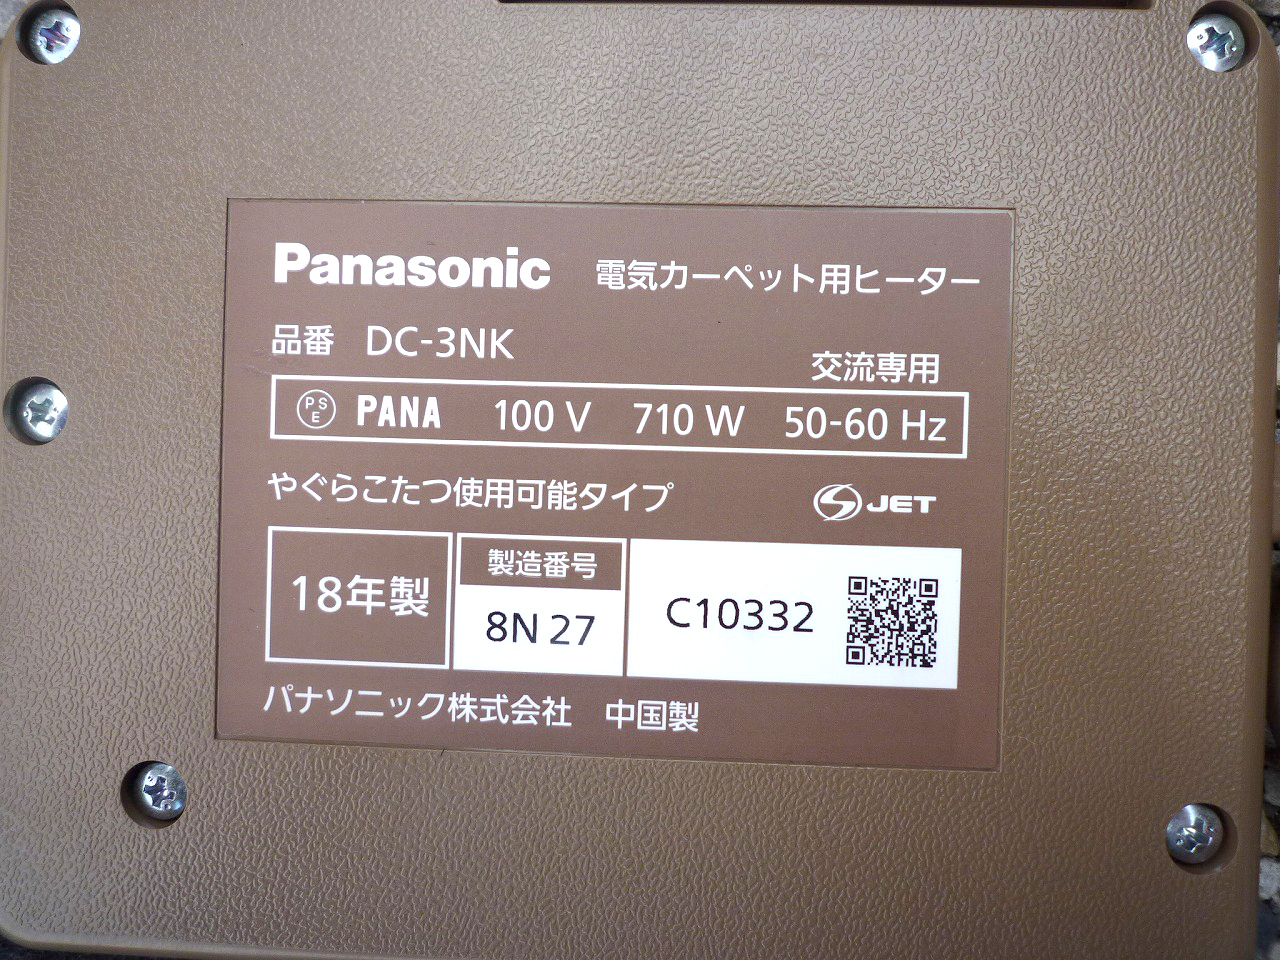 Panasonic 電気カーペット用ヒーター
品番 DC-3NK
交流専用
PSE PANA 100 V 710 W 50-60 Hz
やぐらこたつ使用可能タイプ
JET
18年製
製造番号
8N 27
C10332
パナソニック株式会社 中国製